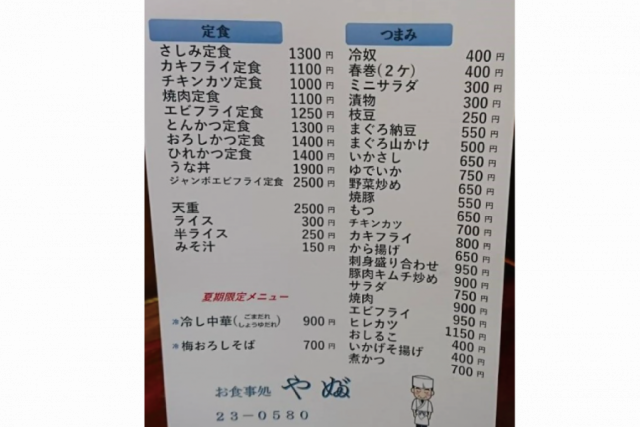 定食
さしみ定食 1300円
カキフライ定食 1100円
チキンカツ定食 1000円
焼肉定食 1100円
エビフライ定食 1250円
とんかつ定食 1300円
おろしかつ定食 1400円
ひれかつ定食 1400円
うな丼 1900円
ジャンボエビフライ定食 2500円
天重 2500円
ライス 300円
半ライス 250円
みそ汁 150円
夏期限定メニュー
冷し中華(ごまだれ しょうゆだれ) 900円
梅おろしそば 700円
つまみ
冷奴 400円
春巻(２ケ) 400円
ミニサラダ 300円
漬物 300円
枝豆 250円
まぐろ納豆 550円
まぐろ山かけ 500円
いかさし 650円
ゆでいか 750円
野菜炒め 650円
焼豚 550円
もつ 650円
チキンカツ 700円
カキフライ 800円
から揚げ 650円
刺身盛り合わせ 950円
豚肉キムチ炒め 900円
サラダ 750円
焼肉 900円
エビフライ 950円
ヒレカツ 1150円
おしるこ 400円
いかげそ揚げ 400円
煮かつ 700円
お食事処 や
２３−０５８０